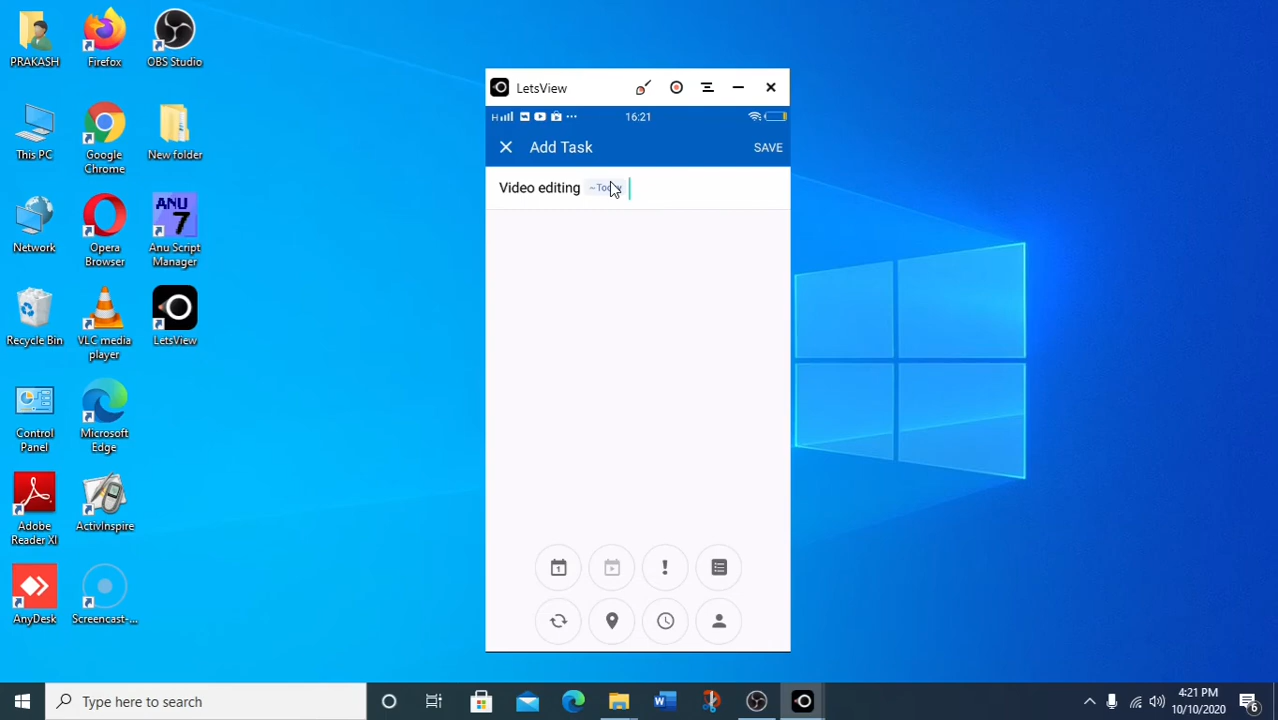 PRAKASH
Firefox
OBS Studio
This PC
Google
Chrome
New folder
Network
Opera
Browser
ANU
7
Anu Script
Manager
Recycle Bin
VLC media
player
LetsView
Control
Panel
Microsoft
Edge
Adobe
Reader XI
ActivInspire
AnyDesk
Screencast-...
LetsView
H
16:21
Add Task
SAVE
Video editing
1
Type here to search
4:21 PM
10/10/2020
6